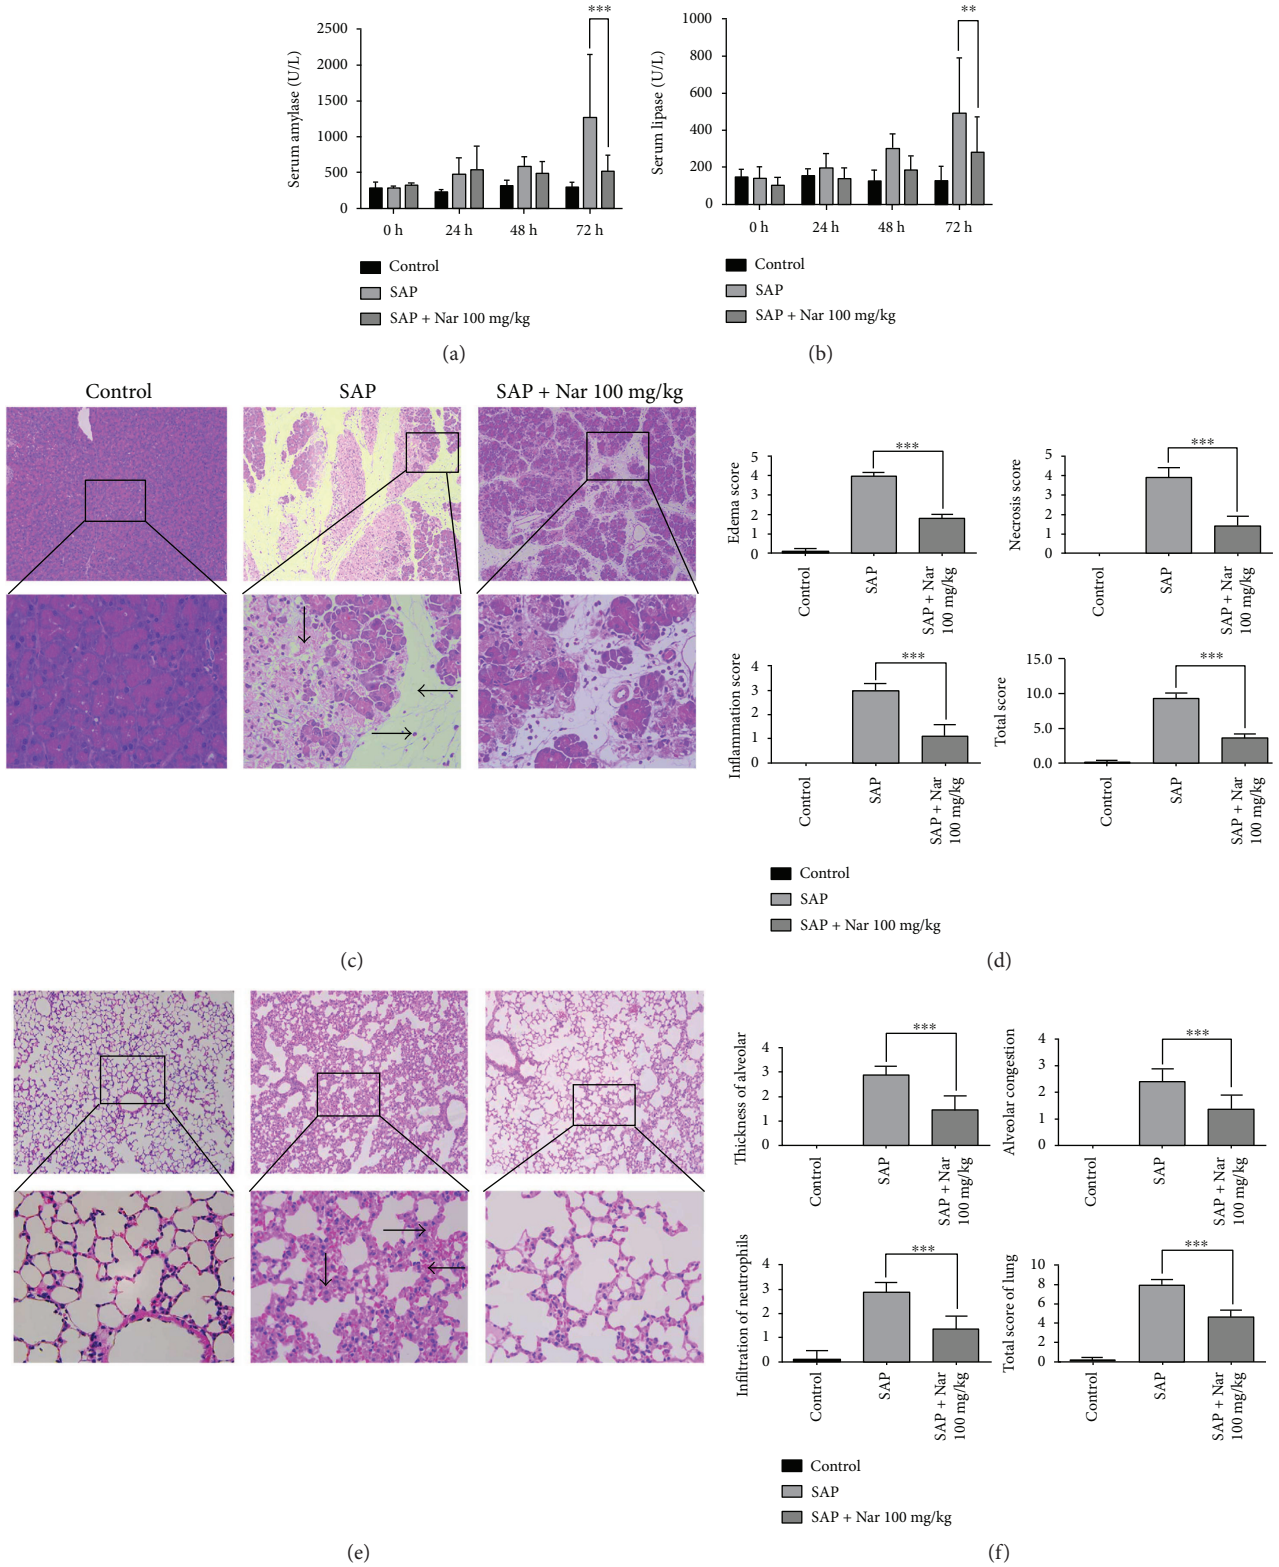 ***
2500
2000
1500
1000
500
0
Serum amylase (U/L)
0 h
24 h
48 h
72 h
Control
SAP
SAP + Nar 100 mg/kg
(a)
**
1000
800
600
400
200
0
Serum lipase (U/L)
0 h
24 h
48 h
72 h
Control
SAP
SAP + Nar 100 mg/kg
(b)
Control
SAP
SAP + Nar 100 mg/kg
(c)
***
5
4
3
2
1
0
Edema score
Control
SAP
SAP + Nar
100 mg/kg
***
5
4
3
2
1
0
Necrosis score
Control
SAP
SAP + Nar
100 mg/kg
***
4
3
2
1
0
Inflammation score
Control
SAP
SAP + Nar
100 mg/kg
***
15.0
10.0
5.0
0.0
Total score
Control
SAP
SAP + Nar
100 mg/kg
Control
SAP
SAP + Nar 100 mg/kg
(d)
(e)
***
4
3
2
1
0
Thickness of alveolar
Control
SAP
SAP + Nar
100 mg/kg
***
4
3
2
1
0
Alveolar congestion
Control
SAP
SAP + Nar
100 mg/kg
***
4
3
2
1
0
Infiltration of neutrophils
Control
SAP
SAP + Nar
100 mg/kg
***
10
8
6
4
2
0
Total score of lung
Control
SAP
SAP + Nar
100 mg/kg
Control
SAP
SAP + Nar 100 mg/kg
(f)